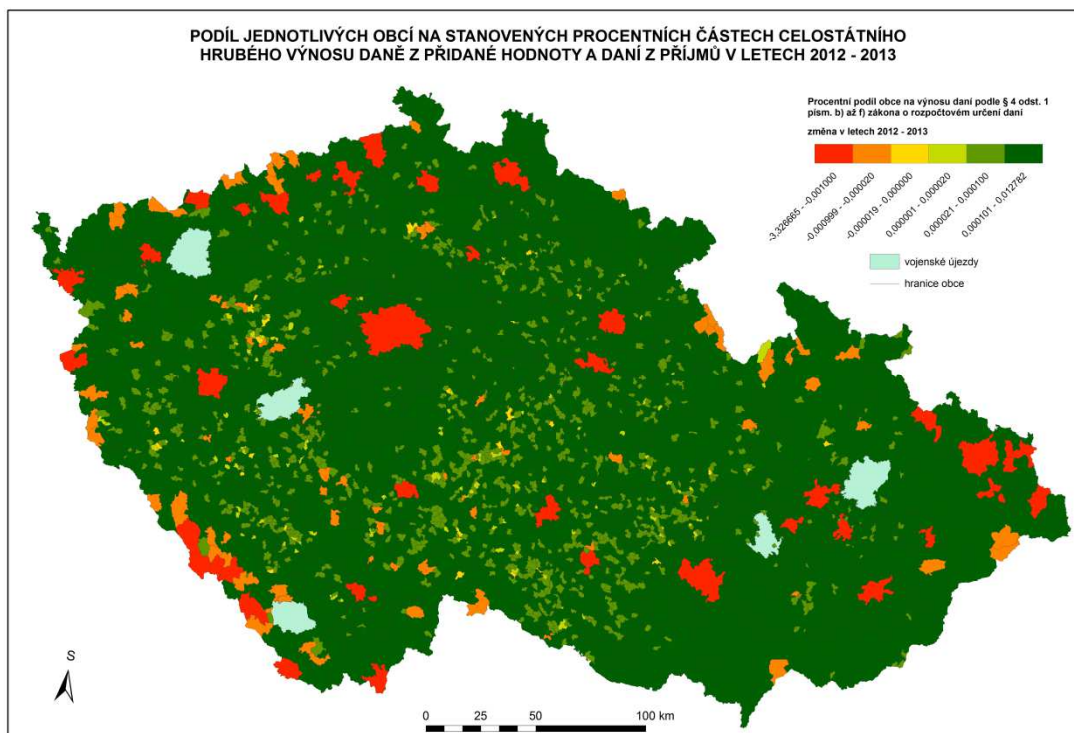 PODÍL JEDNOTLIVÝCH OBCÍ NA STANOVENÝCH PROCENTNÍCH ČÁSTECH CELOSTÁTNÍHO
HRUBÉHO VÝNOSU DANĚ Z PŘIDANÉ HODNOTY A DANÍ Z PŘÍJMŮ V LETECH 2012 - 2013
Procentní podíl obce na výnosu daní podle § 4 odst. 1
písm. b) až f) zákona o rozpočtovém určení daní
změna v letech 2012 - 2013
-3,326665 - -0,001000
-0,000999 - -0,000020
-0,000019 - -0,000000
0,000001 - 0,000020
0,000021 - 0,000100
0,000101 - 0,012782
vojenské újezdy
hranice obce
S
0 25 50 100 km